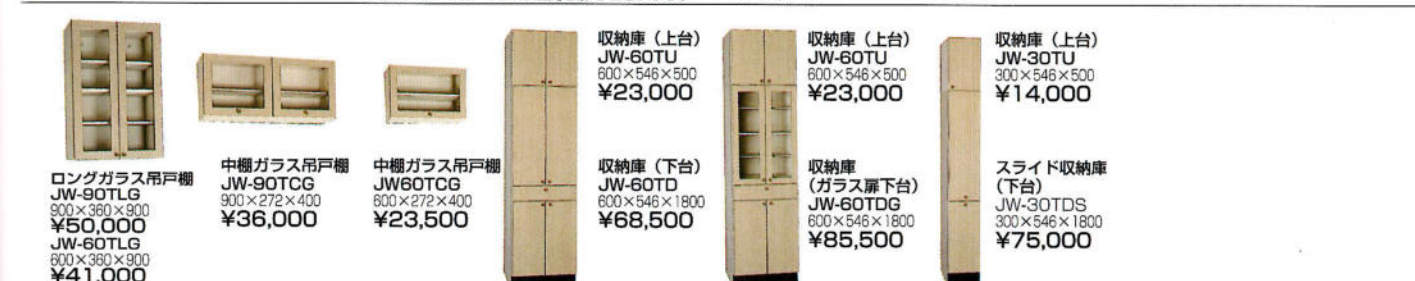 ロングガラス吊戸棚
JW-90TLG
900×360×900
¥50,000
JW-60TLG
600×360×900
¥41,000
中棚ガラス吊戸棚
JW-90TCG
900×272×400
¥36,000
中棚ガラス吊戸棚
JW60TCG
600×272×400
¥23,500
収納庫（上台）
JW-60TU
600×546×500
¥23,000
収納庫（下台）
JW-60TD
600×546×1800
¥68,500
収納庫（上台）
JW-60TU
600×546×500
¥23,000
収納庫
（ガラス扉下台）
JW-60TDG
600×546×1800
¥85,500
収納庫（上台）
JW-30TU
300×546×500
¥14,000
スライド収納庫
（下台）
JW-30TDS
300×546×1800
¥75,000